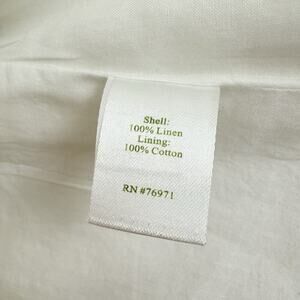 Shell:
100% Linen
Lining:
100% Cotton
RN #76971